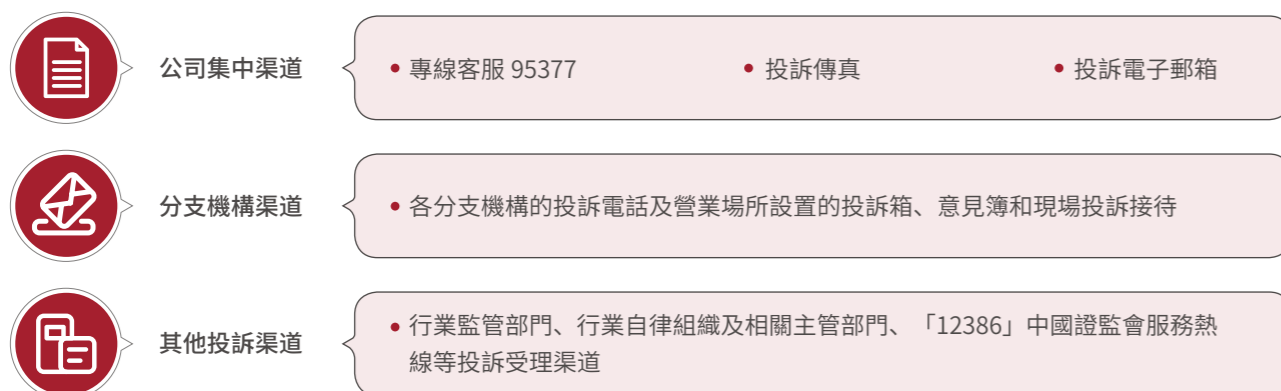 公司集中渠道
• 專線客服 95377 • 投訴傳真 • 投訴電子郵箱
分支機構渠道
• 各分支機構的投訴電話及營業場所設置的投訴箱、意見簿和現場投訴接待
其他投訴渠道
• 行業監管部門、行業自律組織及相關主管部門、「12386」中國證監會服務熱
線等投訴受理渠道